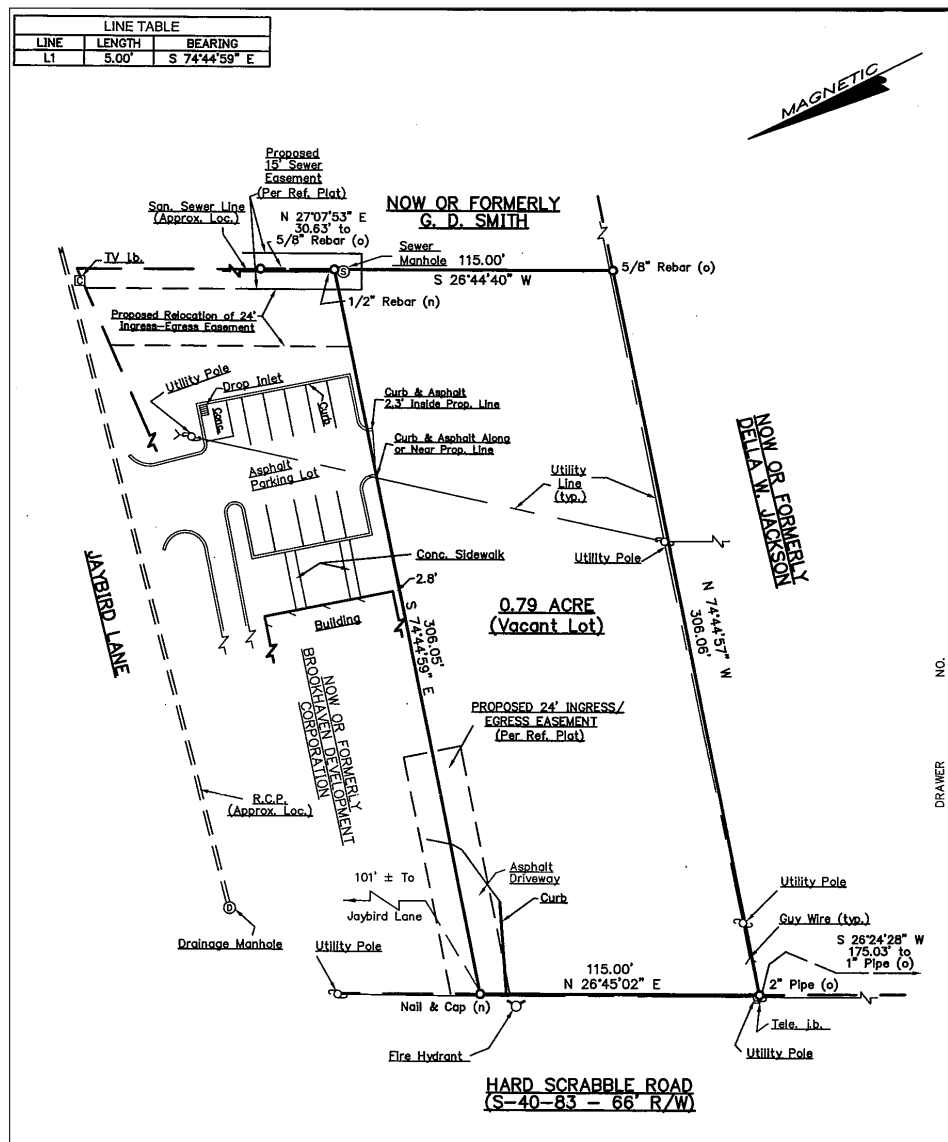 LINE TABLE
LINE LENGTH BEARING
L1 5.00' S 74°44'59" E
MAGNETIC
Proposed
15' Sewer
Easement
(Per Ref. Plat)
San. Sewer Line
(Approx. Loc.)
N 27°07'53" E
30.63' to
5/8" Rebar (o)
NOW OR FORMERLY
G. D. SMITH
Sewer
Manhole
115.00'
S 26°44'40" W
5/8" Rebar (o)
TV j.b.
C
S
1/2" Rebar (n)
Proposed Relocation of 24'
Ingress-Egress Easement
Utility Pole
Drop Inlet
Conc.
Curb
Curb & Asphalt
2.3' Inside Prop. Line
Curb & Asphalt Along
or Near Prop. Line
Asphalt
Parking Lot
Utility
Line
(typ.)
NOW OR FORMERLY
DELLA W. JACKSON
Utility Pole
Conc. Sidewalk
2.8'
JAYBIRD LANE
Building
0.79 ACRE
(Vacant Lot)
306.05'
S 74°44'59" E
N 74°44'57" W
306.06'
NOW OR FORMERLY
BROOKHAVEN DEVELOPMENT
CORPORATION
PROPOSED 24' INGRESS/
EGRESS EASEMENT
(Per Ref. Plat)
NO.
DRAWER
R.C.P.
(Approx. Loc.)
101' ± To
Jaybird Lane
Asphalt
Driveway
Curb
D
Drainage Manhole
Utility Pole
Utility Pole
Guy Wire (typ.)
S 26°24'28" W
175.03' to
1" Pipe (o)
115.00'
N 26°45'02" E
2" Pipe (o)
Nail & Cap (n)
Tele. j.b.
Fire Hydrant
Utility Pole
HARD SCRABBLE ROAD
(S-40-83 - 66' R/W)